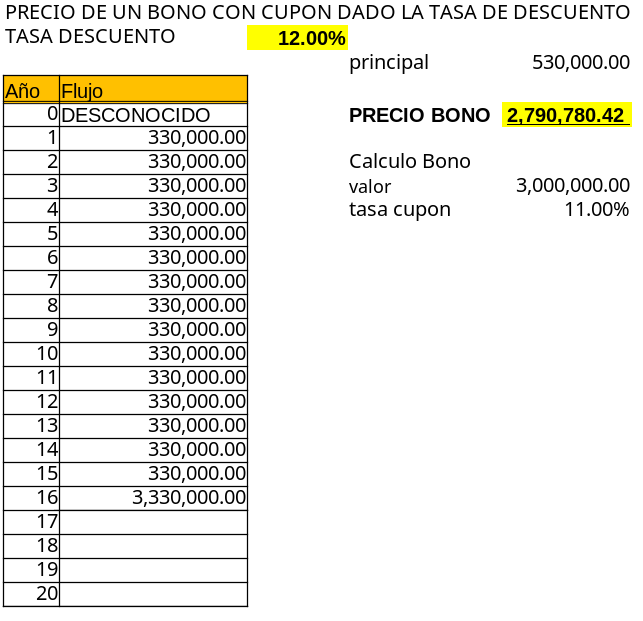 PRECIO DE UN BONO CON CUPON DADO LA TASA DE DESCUENTO
TASA DESCUENTO 12.00%
principal 530,000.00
Año Flujo
0 DESCONOCIDO PRECIO BONO 2,790,780.42
1 330,000.00
2 330,000.00 Calculo Bono
3 330,000.00 valor 3,000,000.00
4 330,000.00 tasa cupon 11.00%
5 330,000.00
6 330,000.00
7 330,000.00
8 330,000.00
9 330,000.00
10 330,000.00
11 330,000.00
12 330,000.00
13 330,000.00
14 330,000.00
15 330,000.00
16 3,330,000.00
17
18
19
20